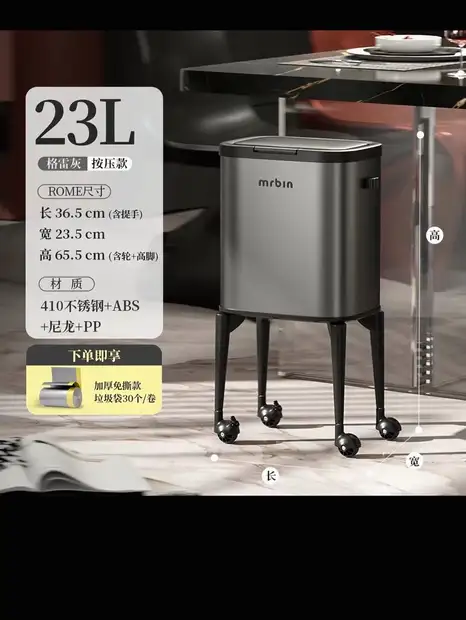 23L
格雷灰 按压款
ROME尺寸
长 36.5 cm (含提手)
宽 23.5 cm
高 65.5 cm (含轮+高脚)
材 质
410不锈钢+ABS
+尼龙+PP
下单即享
加厚免撕款
垃圾袋30个/卷
mrbin
高
宽
长